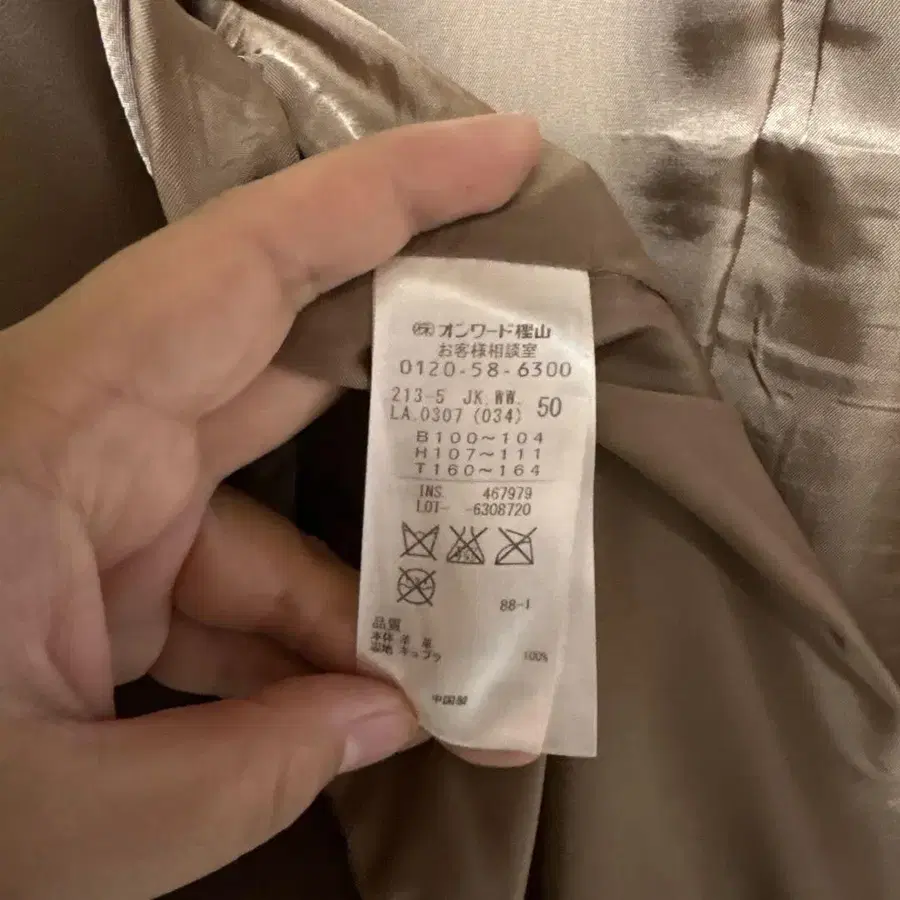 ㈱オンワード樫山
お客様相談室
0120-58-6300
213-5 JK.WW. 50
LA.0307 (034)
B100~104
H107~111
T160~164
INS. 467979
LOT- -6308720
88-1
品質
本体 羊革
裏地 キュプラ 100%
中国製